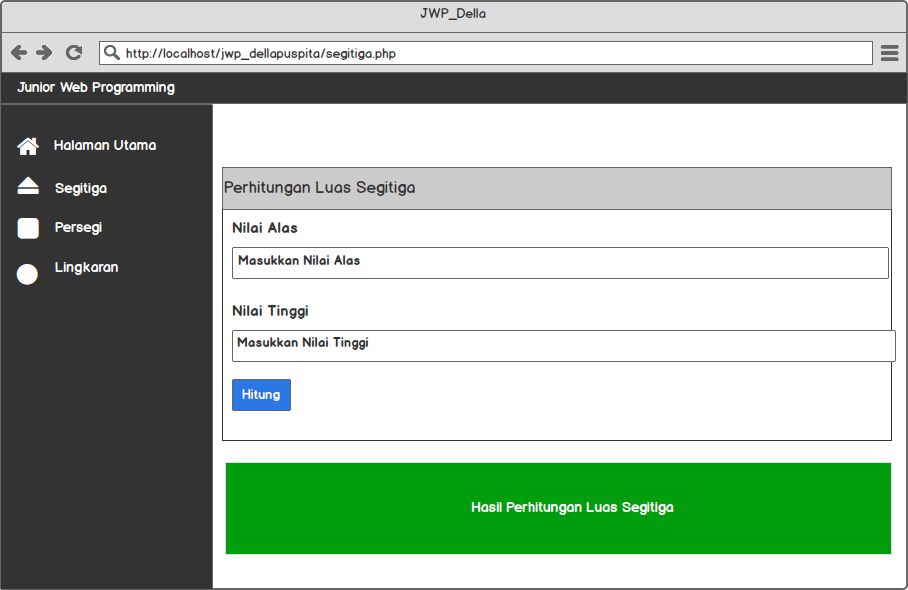 JWP_Della
http://localhost/jwp_dellapuspita/segitiga.php
Junior Web Programming
Halaman Utama
Segitiga
Persegi
Lingkaran
Perhitungan Luas Segitiga
Nilai Alas
Masukkan Nilai Alas
Nilai Tinggi
Masukkan Nilai Tinggi
Hitung
Hasil Perhitungan Luas Segitiga